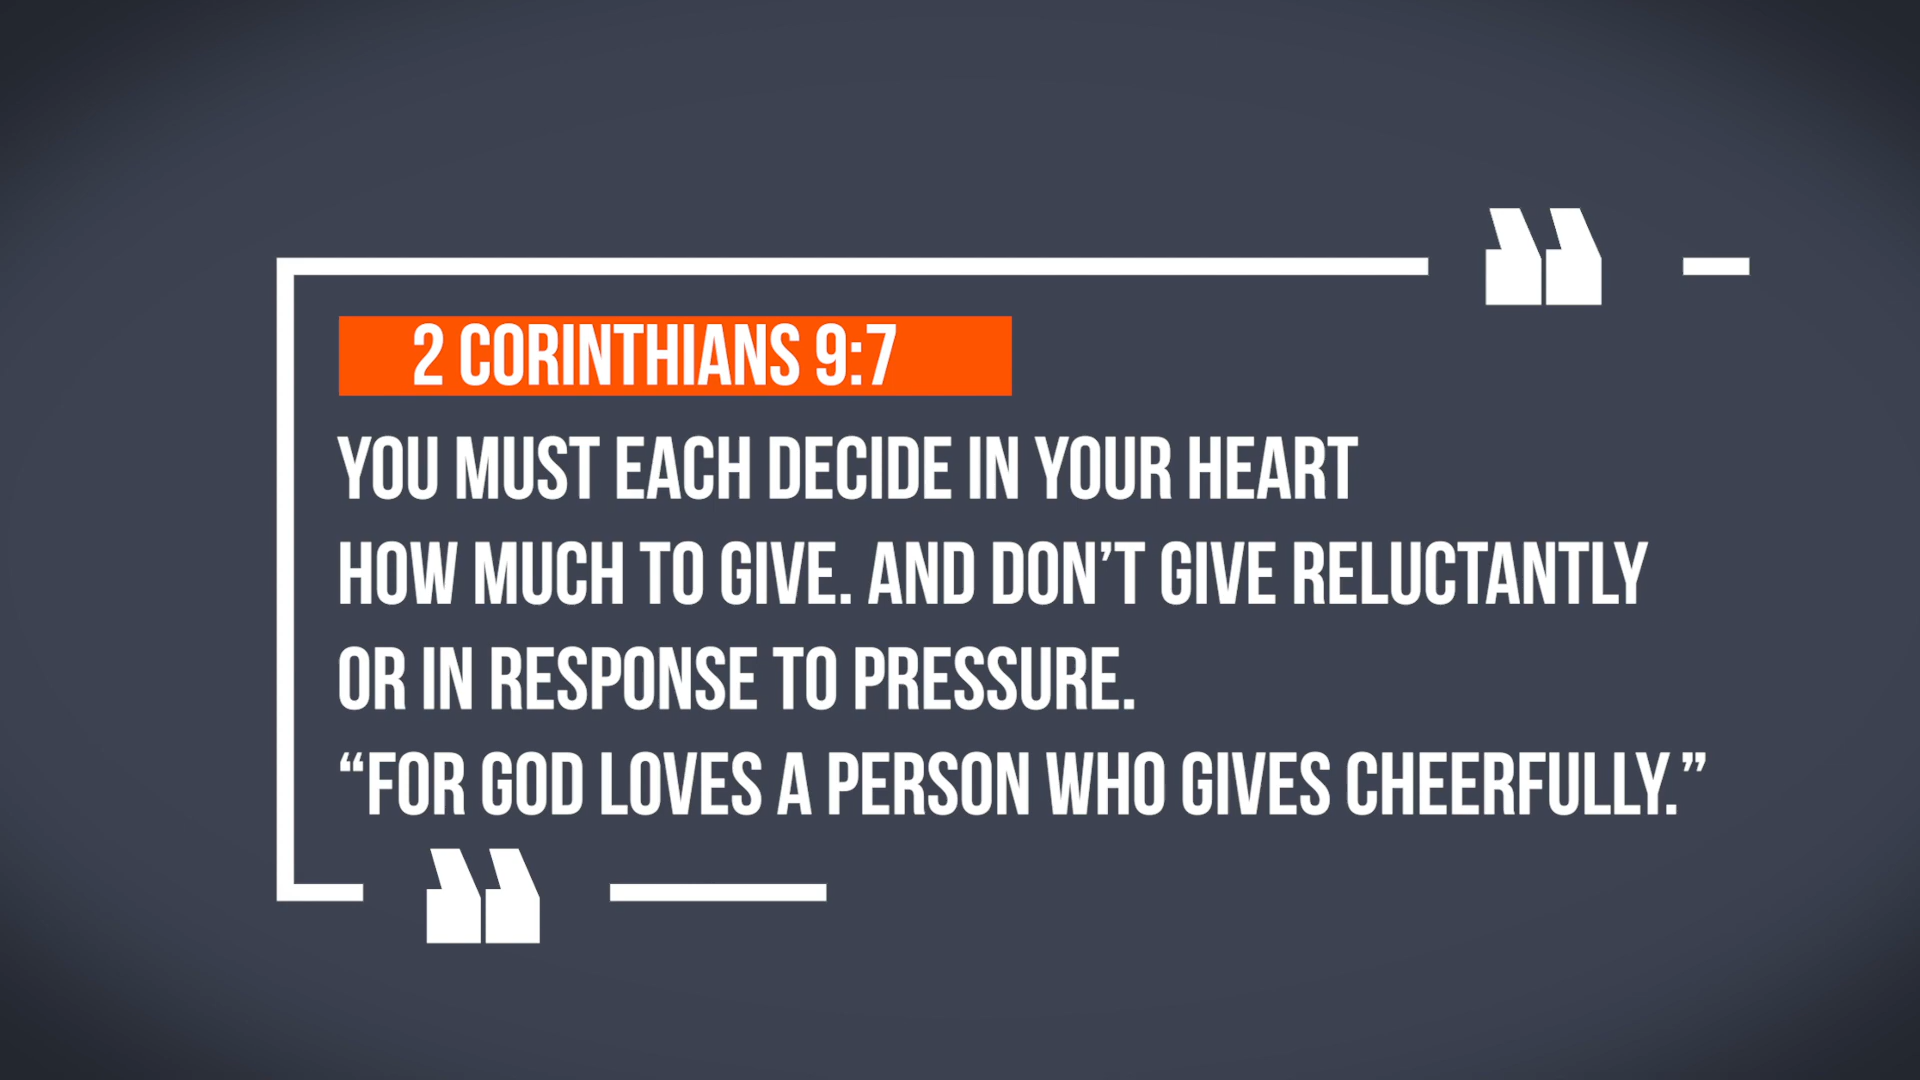 2 CORINTHIANS 9:7
YOU MUST EACH DECIDE IN YOUR HEART
HOW MUCH TO GIVE. AND DON’T GIVE RELUCTANTLY
OR IN RESPONSE TO PRESSURE.
“FOR GOD LOVES A PERSON WHO GIVES CHEERFULLY.”